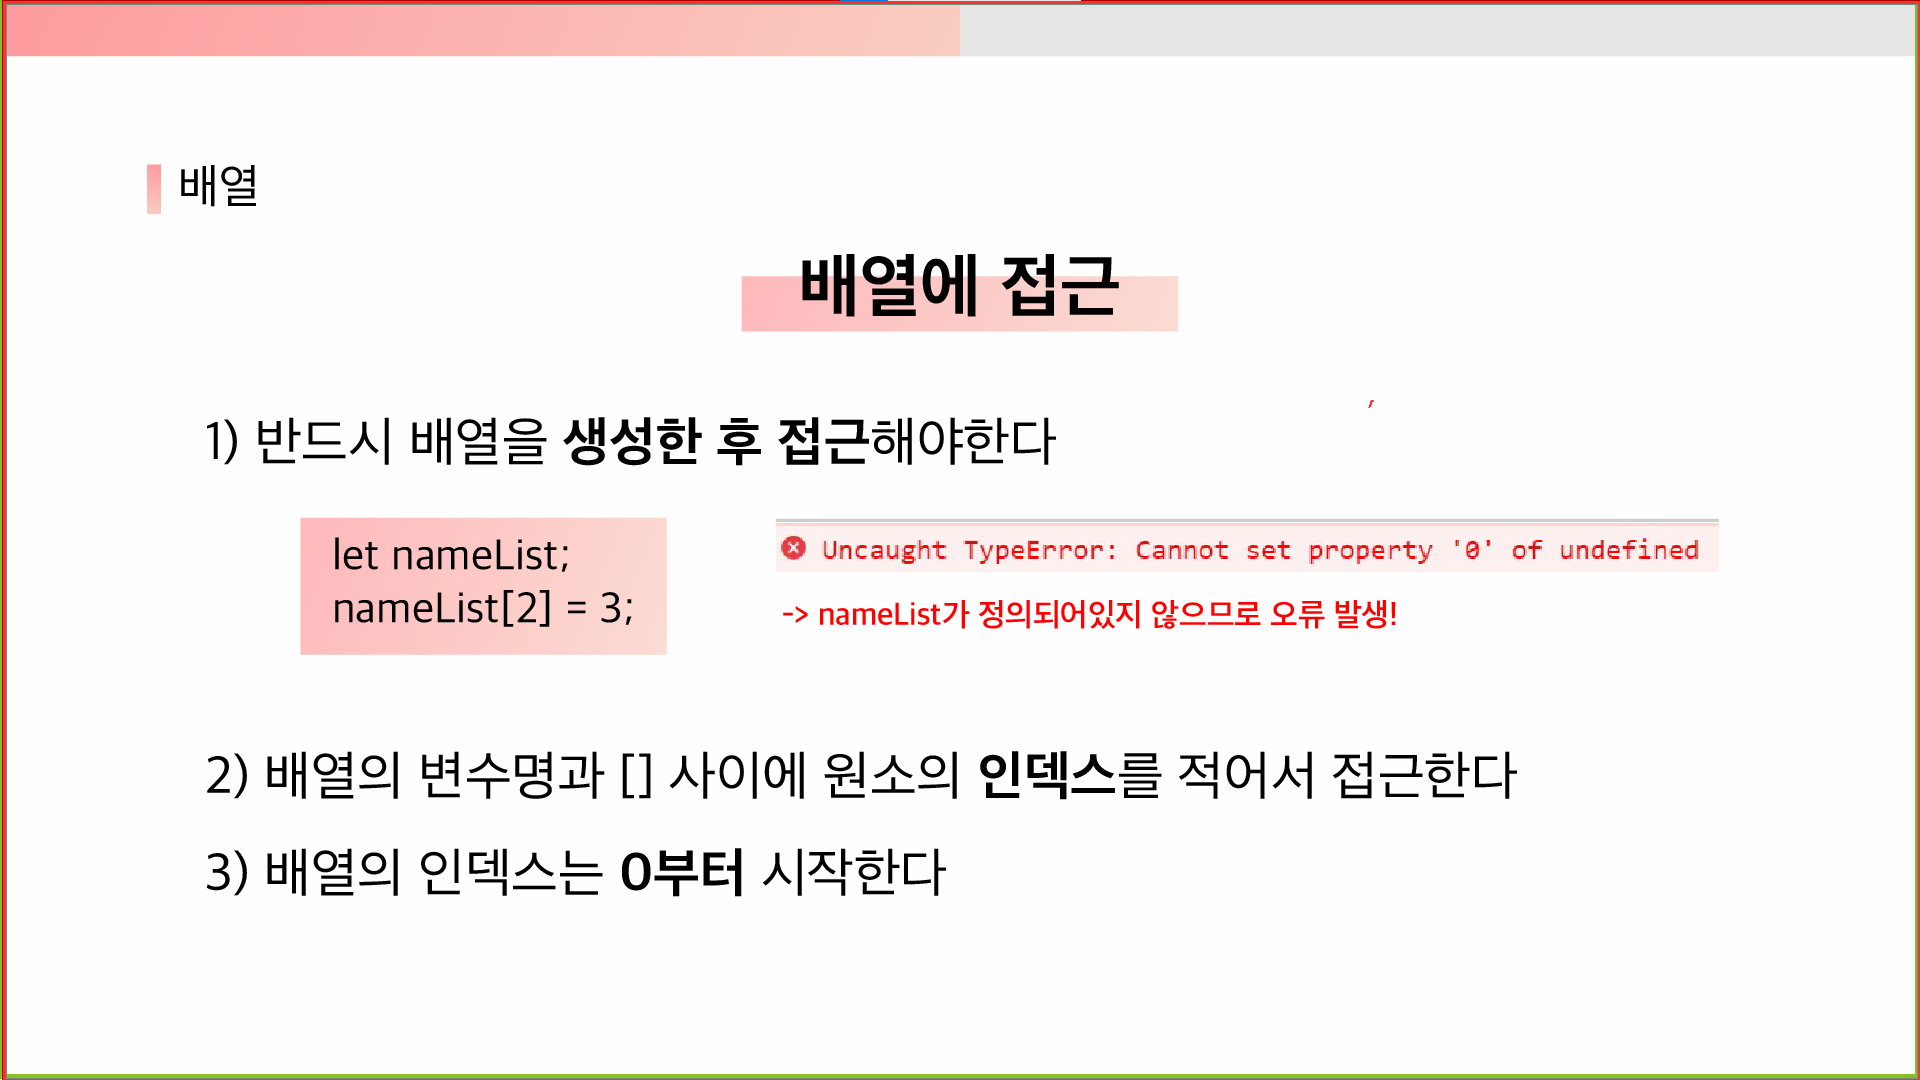 배열
배열에 접근
1) 반드시 배열을 생성한 후 접근해야한다
let nameList;
nameList[2] = 3;
Uncaught TypeError: Cannot set property '0' of undefined
-> nameList가 정의되어있지 않으므로 오류 발생!
2) 배열의 변수명과 [] 사이에 원소의 인덱스를 적어서 접근한다
3) 배열의 인덱스는 0부터 시작한다